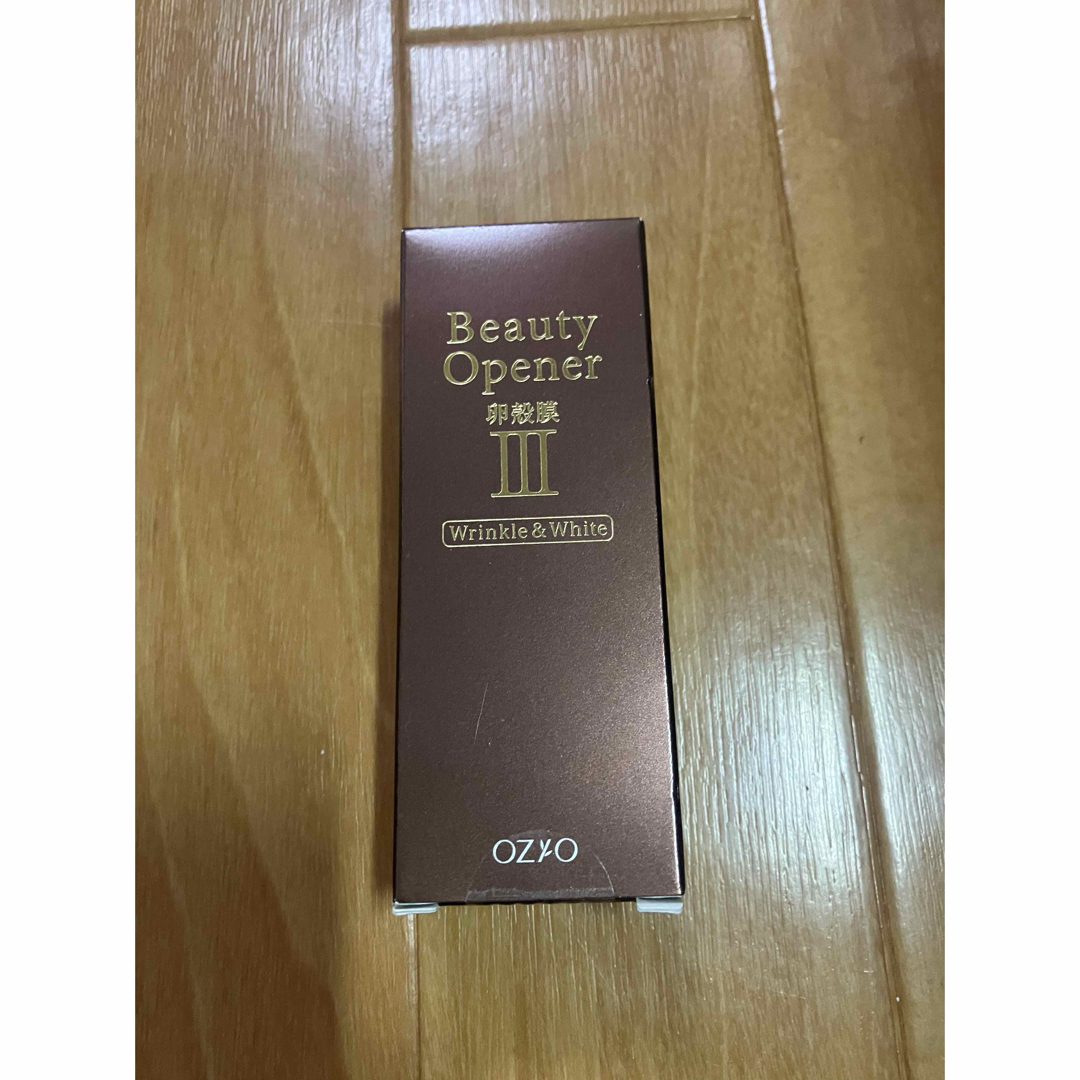 Beauty
Opener
卵殻膜
III
Wrinkle & White
OZIO